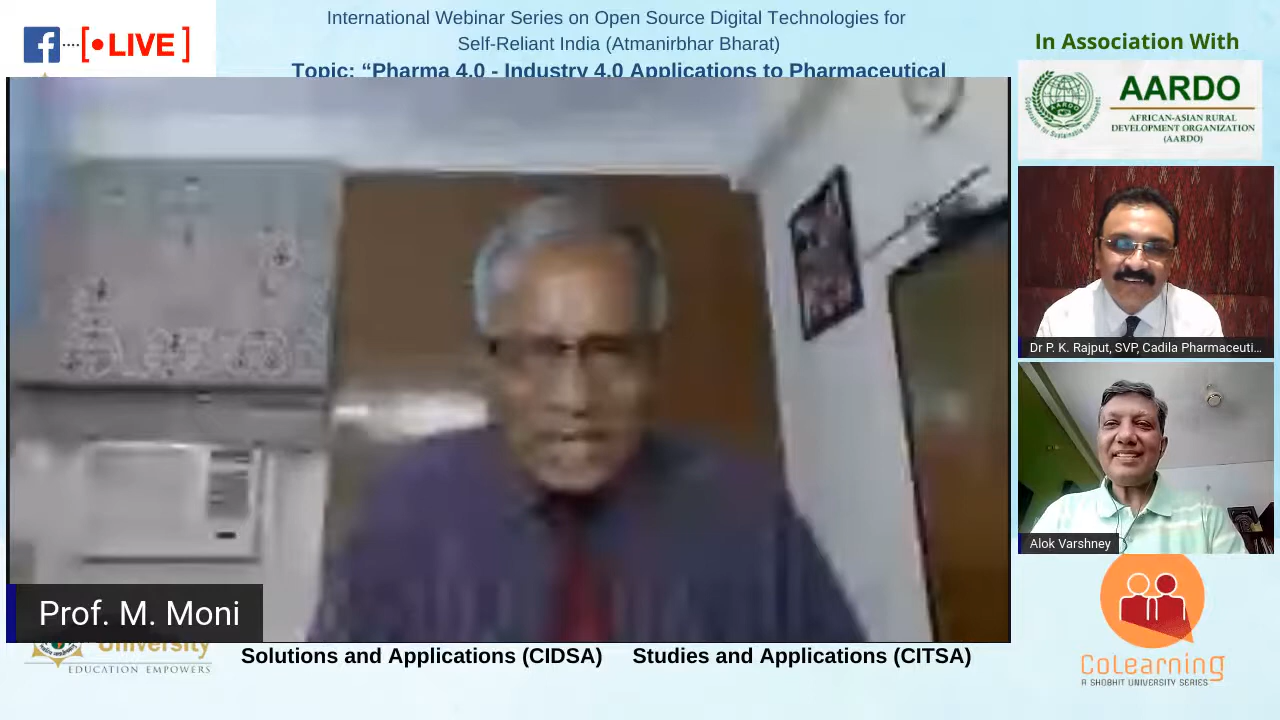 LIVE
International Webinar Series on Open Source Digital Technologies for
Self-Reliant India (Atmanirbhar Bharat)
Topic: “Pharma 4.0 - Industry 4.0 Applications to Pharmaceutical
In Association With
AARDO
AFRICAN-ASIAN RURAL
DEVELOPMENT ORGANIZATION
(AARDO)
Dr P. K. Rajput, SVP, Cadila Pharmaceuti...
Alok Varshney
Prof. M. Moni
University
EDUCATION EMPOWERS
Solutions and Applications (CIDSA) Studies and Applications (CITSA)
CoLearning
A SHOBHIT UNIVERSITY SERIES